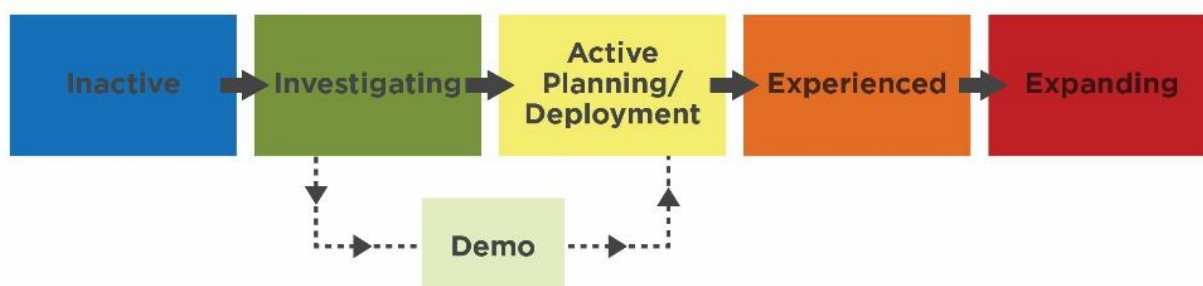 Inactive
Investigating
Active
Planning/
Deployment
Experienced
Expanding
Demo